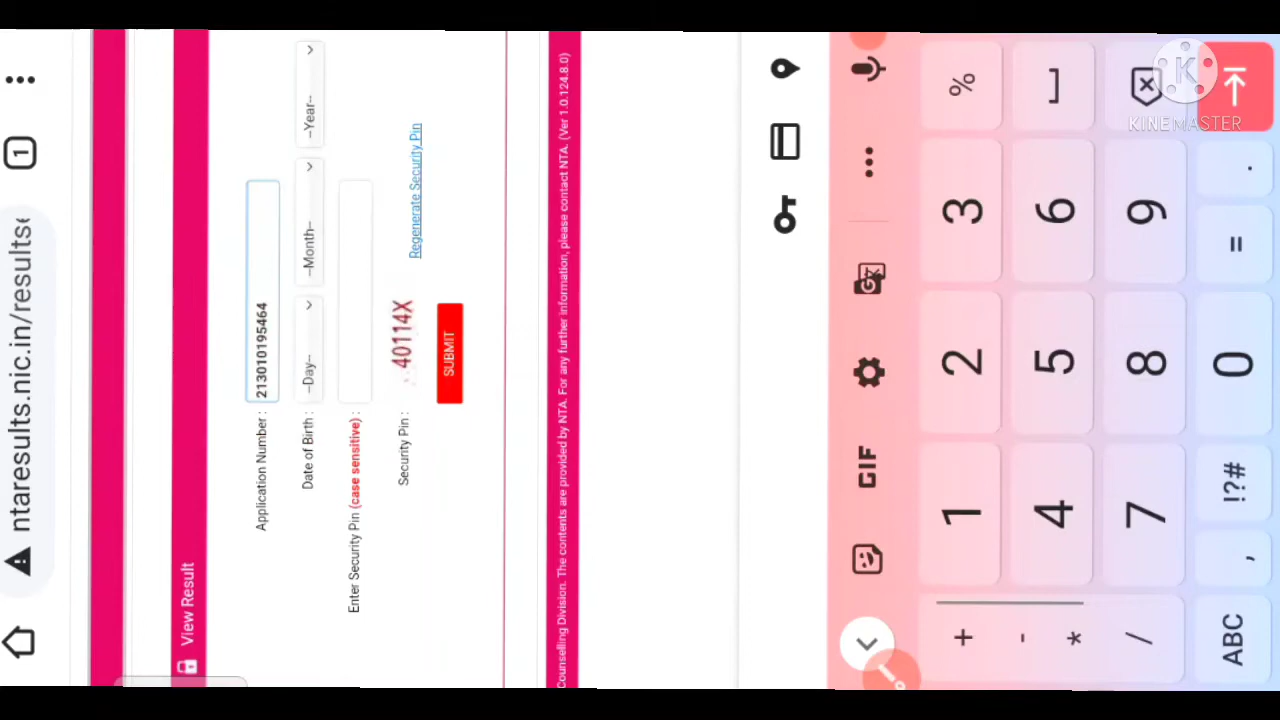 ntaresults.nic.in/results
1
View Result
Application Number :
213010195464
Date of Birth :
--Day--
--Month--
--Year--
Enter Security Pin (case sensitive) :
Security Pin :
40114X
Regenerate Security Pin
SUBMIT
Counselling Division. The contents are provided by NTA. For any further information, please contact NTA. (Ver 1.0.124.8.0)
GIF
+ 1 2 3 %
- * 4 5 6
/ 7 8 9
ABC , !?# 0 = .
K
KINEMASTER